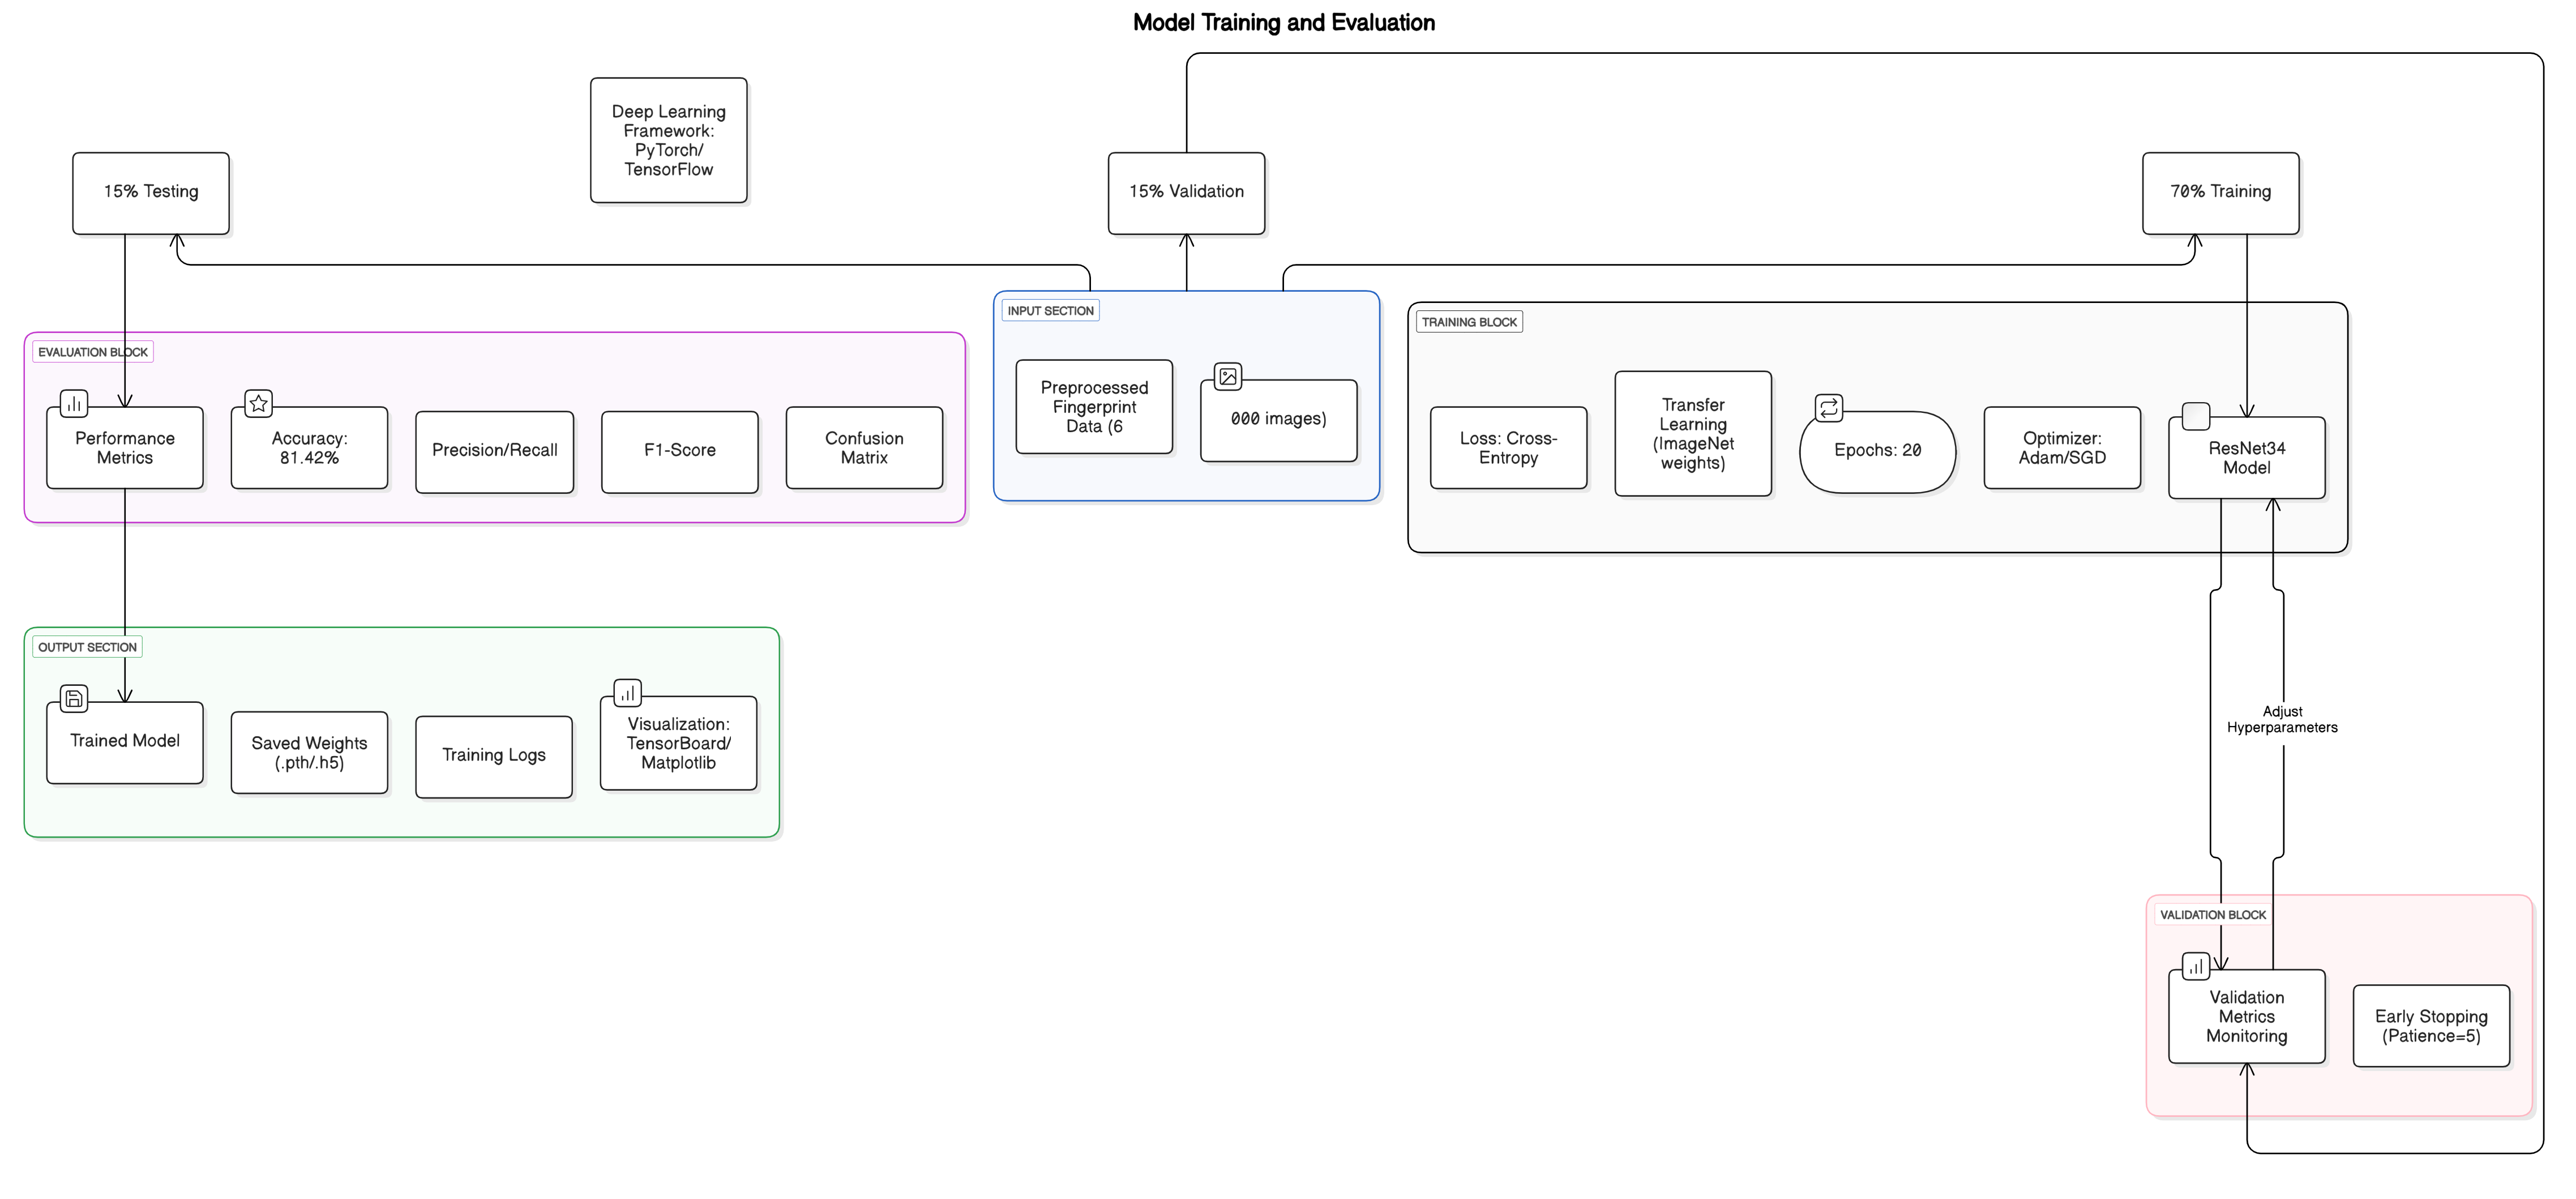 Model Training and Evaluation
Deep Learning
Framework:
PyTorch/
TensorFlow
15% Testing
15% Validation
70% Training
INPUT SECTION
Preprocessed
Fingerprint
Data (6
000 images)
TRAINING BLOCK
Loss: Cross-
Entropy
Transfer
Learning
(ImageNet
weights)
Epochs: 20
Optimizer:
Adam/SGD
ResNet34
Model
EVALUATION BLOCK
Performance
Metrics
Accuracy:
81.42%
Precision/Recall
F1-Score
Confusion
Matrix
OUTPUT SECTION
Trained Model
Saved Weights
(.pth/.h5)
Training Logs
Visualization:
TensorBoard/
Matplotlib
Adjust
Hyperparameters
VALIDATION BLOCK
Validation
Metrics
Monitoring
Early Stopping
(Patience=5)